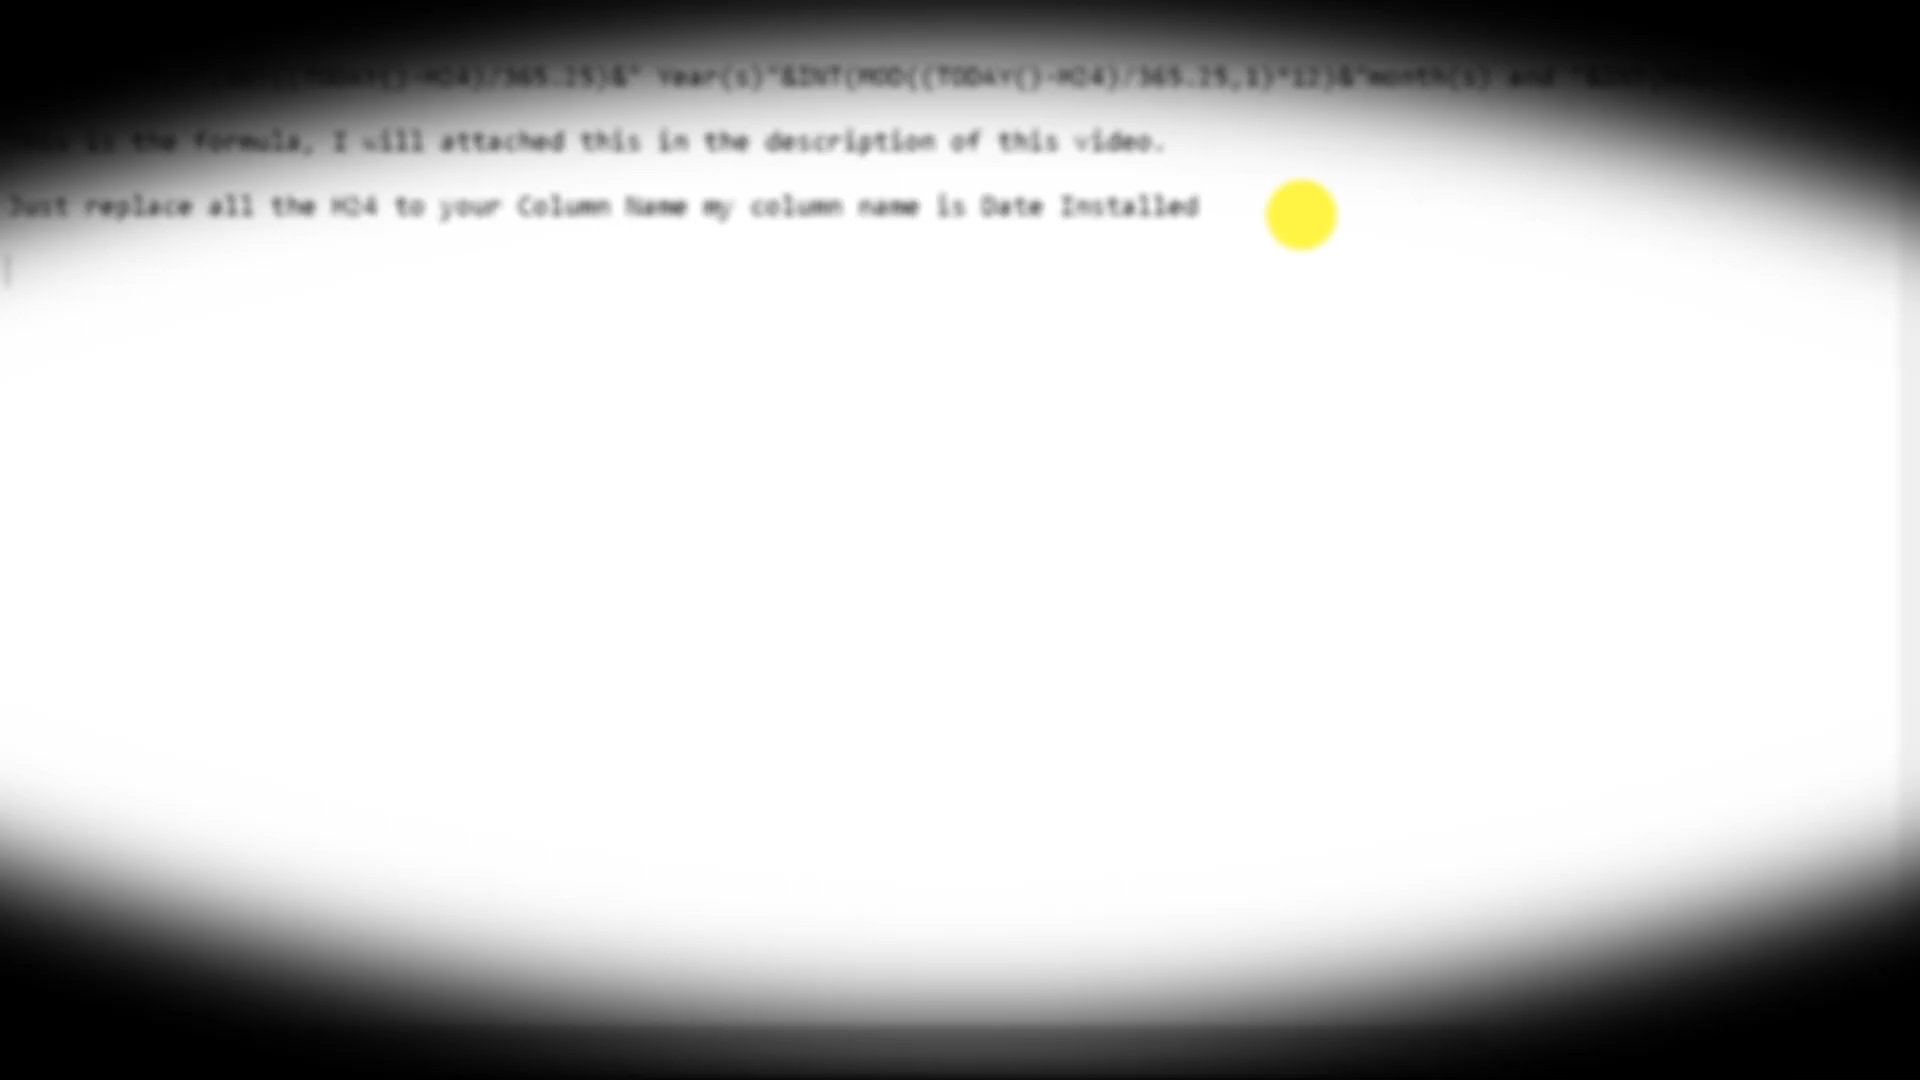 ((TODAY()-H24)/365.25)&" Year(s)"&INT(MOD((TODAY()-H24)/365.25,1)*12)&"month(s) and "&INT
is the formula, I will attached this in the description of this video.
Just replace all the H24 to your Column Name my column name is Date Installed